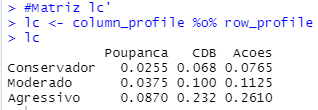 > #Matriz lc'
> lc <- column_profile %o% row_profile
> lc
            Poupanca   CDB  Acoes
Conservador   0.0255 0.068 0.0765
Moderado      0.0375 0.100 0.1125
Agressivo     0.0870 0.232 0.2610